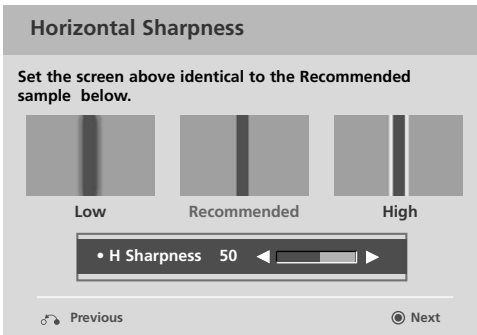 Horizontal Sharpness
Set the screen above identical to the Recommended
sample below.
Low Recommended High
• H Sharpness 50
Previous Next